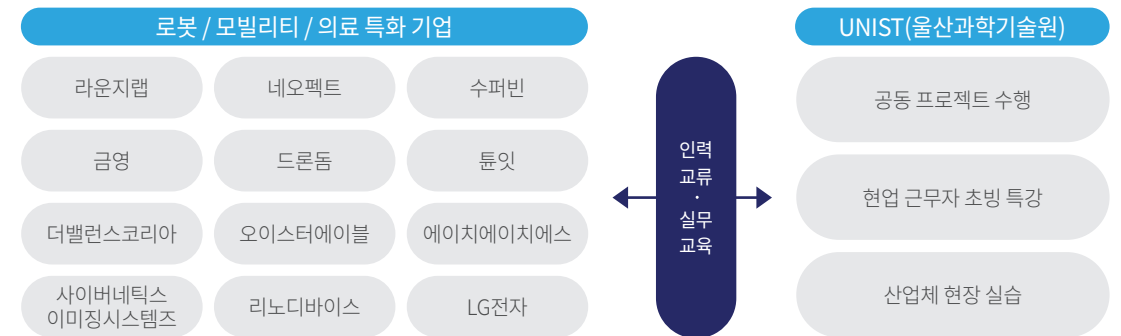 로봇 / 모빌리티 / 의료 특화 기업
라운지랩
네오펙트
수퍼빈
금영
드론돔
튠잇
더밸런스코리아
오이스터에이블
에이치에이치에스
사이버네틱스
이미징시스템즈
리노디바이스
LG전자
인력
교류
·
실무
교육
UNIST(울산과학기술원)
공동 프로젝트 수행
현업 근무자 초빙 특강
산업체 현장 실습